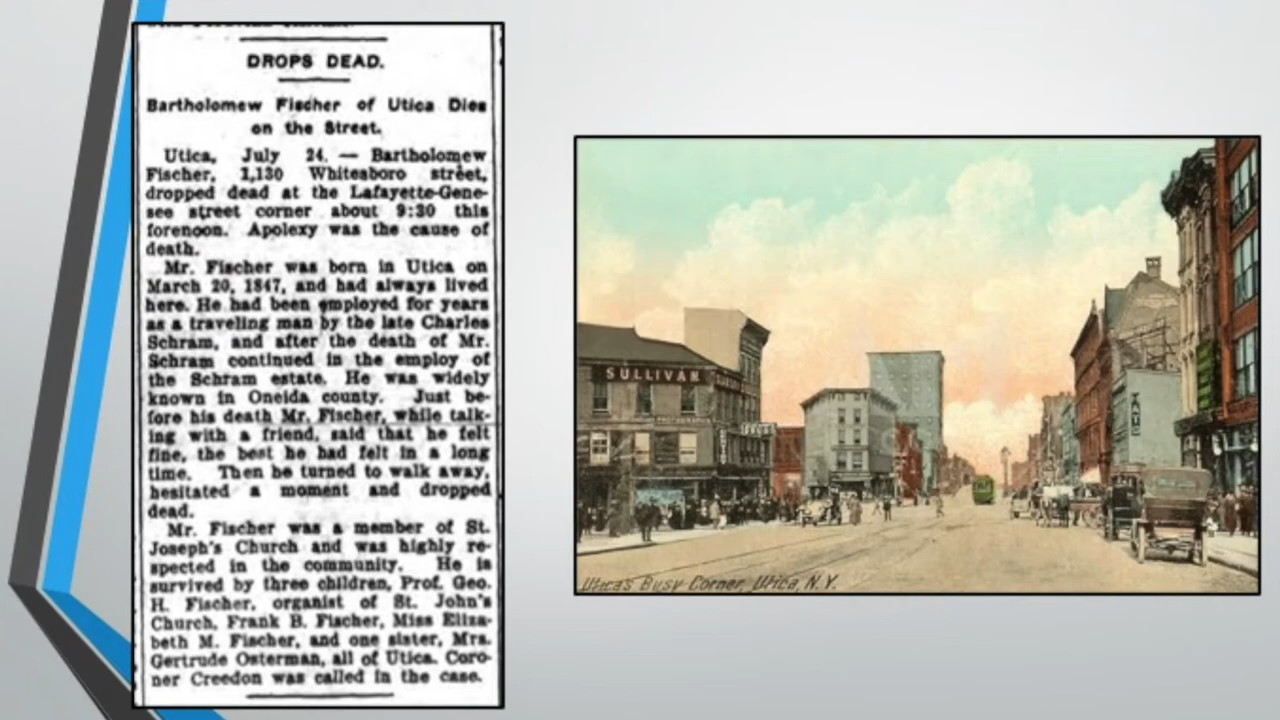 DROPS DEAD.
Bartholomew Fischer of Utica Dies
on the Street.
Utica, July 24. — Bartholomew
Fischer, 1,130 Whitesboro street,
dropped dead at the Lafayette-Gene-
see street corner about 9:30 this
forenoon. Apolexy was the cause of
death.
Mr. Fischer was born in Utica on
March 20, 1847, and had always lived
here. He had been employed for years
as a traveling man by the late Charles
Schram, and after the death of Mr.
Schram continued in the employ of
the Schram estate. He was widely
known in Oneida county. Just be-
fore his death Mr. Fischer, while talk-
ing with a friend, said that he felt
fine, the best he had felt in a long
time. Then he turned to walk away,
hesitated a moment and dropped
dead.
Mr. Fischer was a member of St.
Joseph's Church and was highly re-
spected in the community. He is
survived by three children, Prof. Geo.
H. Fischer, organist of St. John's
Church, Frank B. Fischer, Miss Eliza-
beth M. Fischer, and one sister, Mrs.
Gertrude Osterman, all of Utica. Coro-
ner Creedon was called in the case.
SULLIVAN
Utica's Busy Corner, Utica, N. Y.